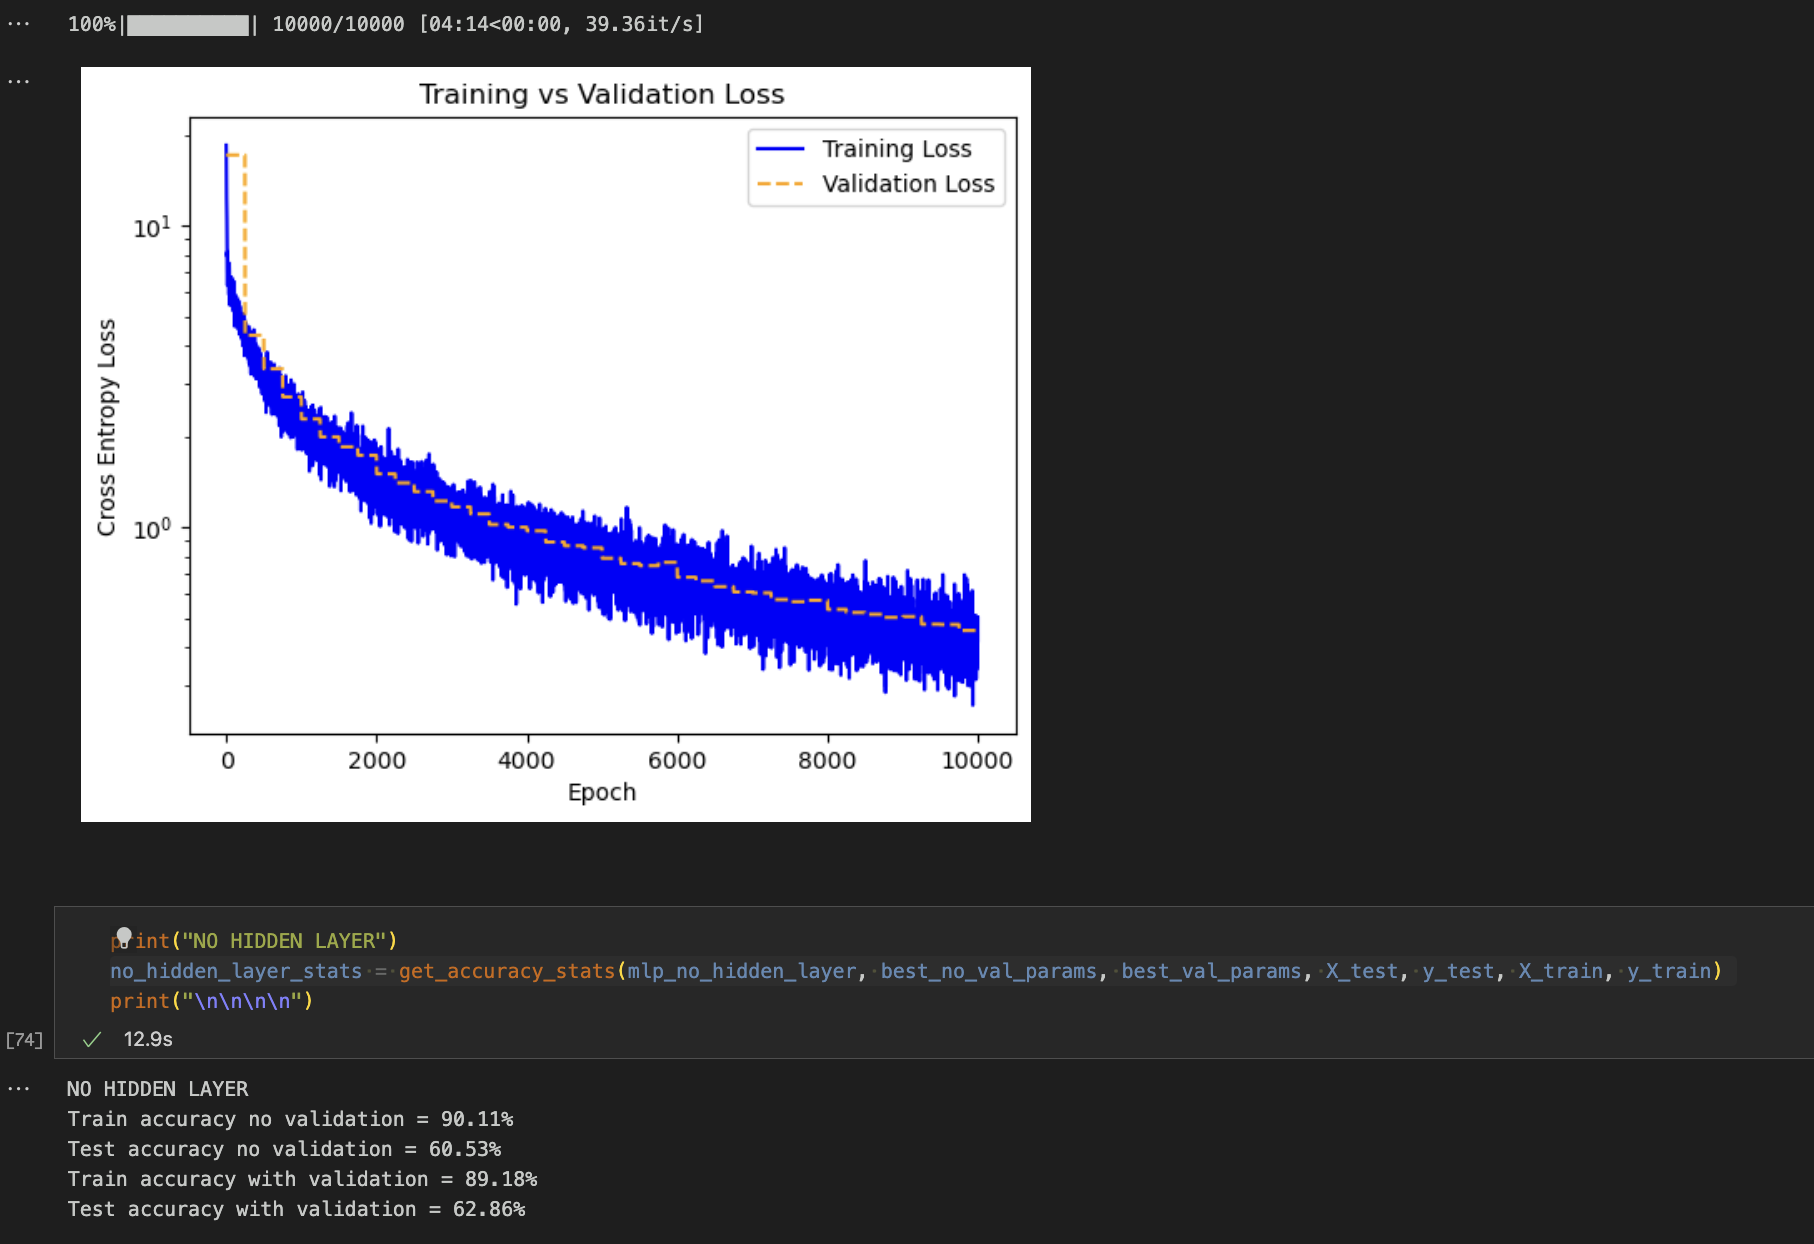 ... 100%|██████████| 10000/10000 [04:14<00:00, 39.36it/s]
...
Training vs Validation Loss
Training Loss
Validation Loss
10^1
10^0
Cross Entropy Loss
0 2000 4000 6000 8000 10000
Epoch
print("NO HIDDEN LAYER")
no_hidden_layer_stats = get_accuracy_stats(mlp_no_hidden_layer, best_no_val_params, best_val_params, X_test, y_test, X_train, y_train)
print("\n\n\n\n")
[74] ✓ 12.9s
... NO HIDDEN LAYER
Train accuracy no validation = 90.11%
Test accuracy no validation = 60.53%
Train accuracy with validation = 89.18%
Test accuracy with validation = 62.86%